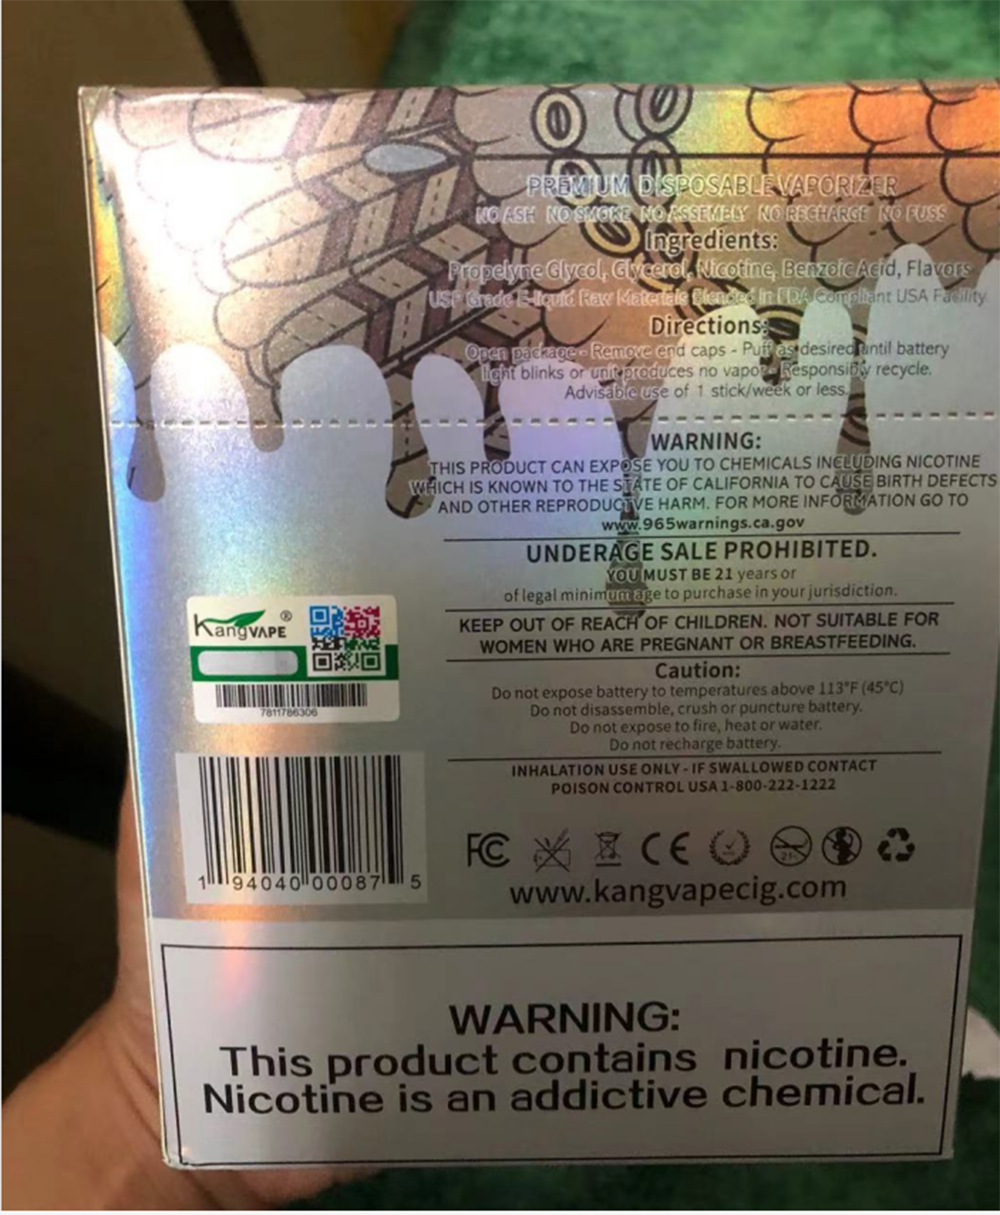 PREMIUM DISPOSABLE VAPORIZER
NO ASH NO SMOKE NO ASSEMBLY NO RECHARGE NO FUSS
Ingredients:
Propelyne Glycol, Glycerol, Nicotine, Benzoic Acid, Flavors
USP Grade E-liquid Raw Materials Blended in FDA Compliant USA Facility
Directions:
Open package - Remove end caps - Puff as desired until battery
light blinks or unit produces no vapor - Responsibly recycle.
Advisable use of 1 stick/week or less.
WARNING:
THIS PRODUCT CAN EXPOSE YOU TO CHEMICALS INCLUDING NICOTINE
WHICH IS KNOWN TO THE STATE OF CALIFORNIA TO CAUSE BIRTH DEFECTS
AND OTHER REPRODUCTVE HARM. FOR MORE INFORMATION GO TO
www.965warnings.ca.gov
UNDERAGE SALE PROHIBITED.
YOU MUST BE 21 years or
of legal minimum age to purchase in your jurisdiction.
KEEP OUT OF REACH OF CHILDREN. NOT SUITABLE FOR
WOMEN WHO ARE PREGNANT OR BREASTFEEDING.
Caution:
Do not expose battery to temperatures above 113°F (45°C)
Do not disassemble, crush or puncture battery.
Do not expose to fire, heat or water.
Do not recharge battery.
INHALATION USE ONLY - IF SWALLOWED CONTACT
POISON CONTROL USA 1-800-222-1222
KangVAPE®
7811786306
1 94040 00087 5
FC CE 21
www.kangvapecig.com
WARNING:
This product contains nicotine.
Nicotine is an addictive chemical.